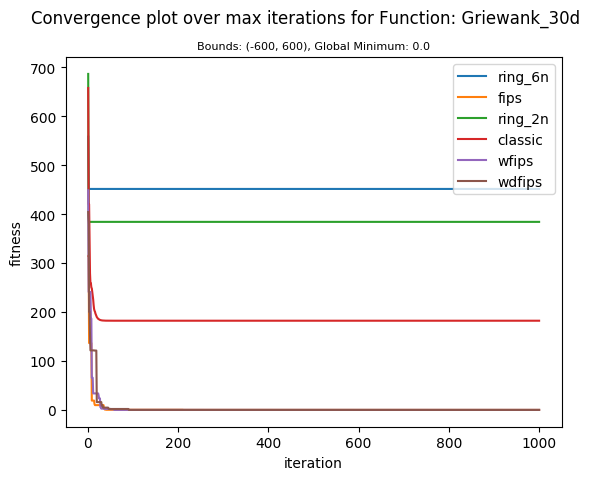 Convergence plot over max iterations for Function: Griewank_30d
Bounds: (-600, 600), Global Minimum: 0.0
700
600
500
400
300
200
100
0
fitness
ring_6n
fips
ring_2n
classic
wfips
wdfips
0
200
400
600
800
1000
iteration